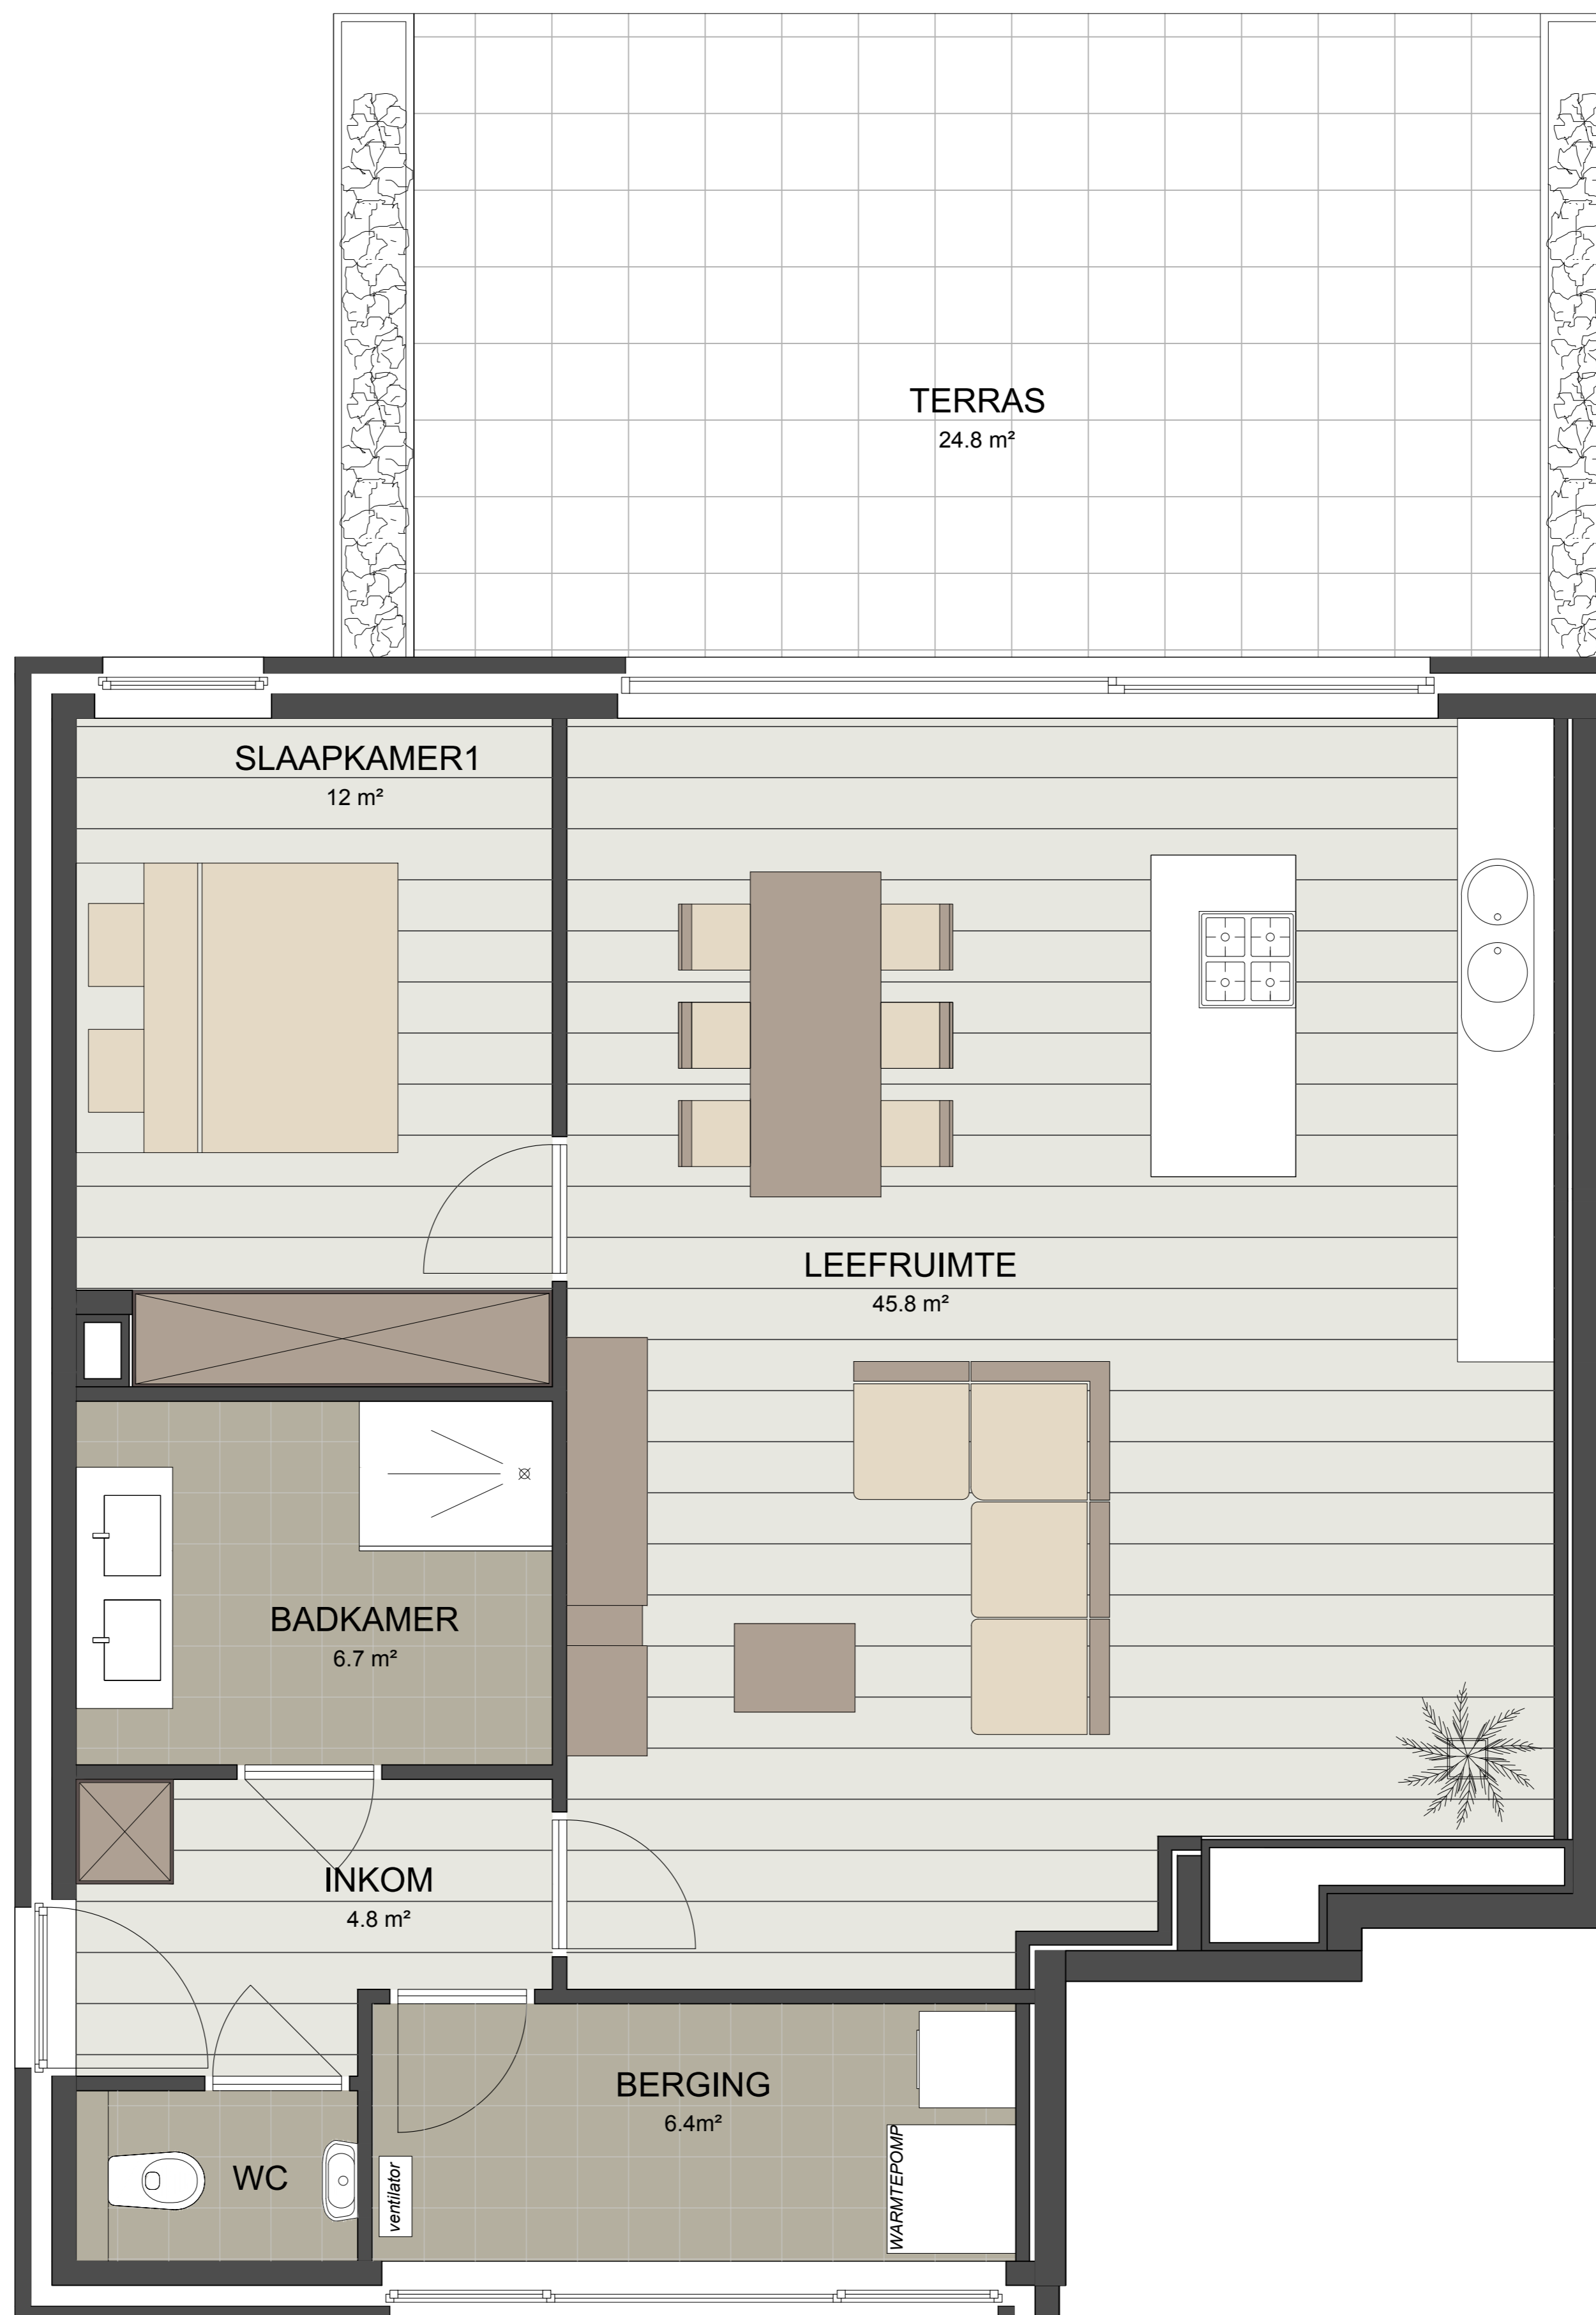 TERRAS
24.8 m²
SLAAPKAMER1
12 m²
LEEFRUIMTE
45.8 m²
BADKAMER
6.7 m²
INKOM
4.8 m²
BERGING
6.4m²
WC
ventilator
WARMTEPOMP